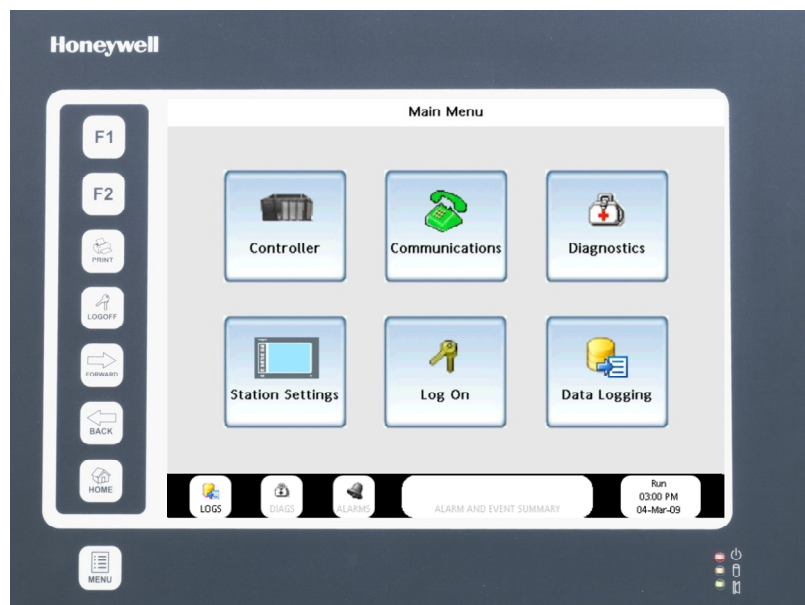 Honeywell
Main Menu
F1
F2
PRINT
LOGOFF
FORWARD
BACK
HOME
MENU
Controller
Communications
Diagnostics
Station Settings
Log On
Data Logging
LOGS
DIAGS
ALARMS
ALARM AND EVENT SUMMARY
Run
03:00 PM
04-Mar-09